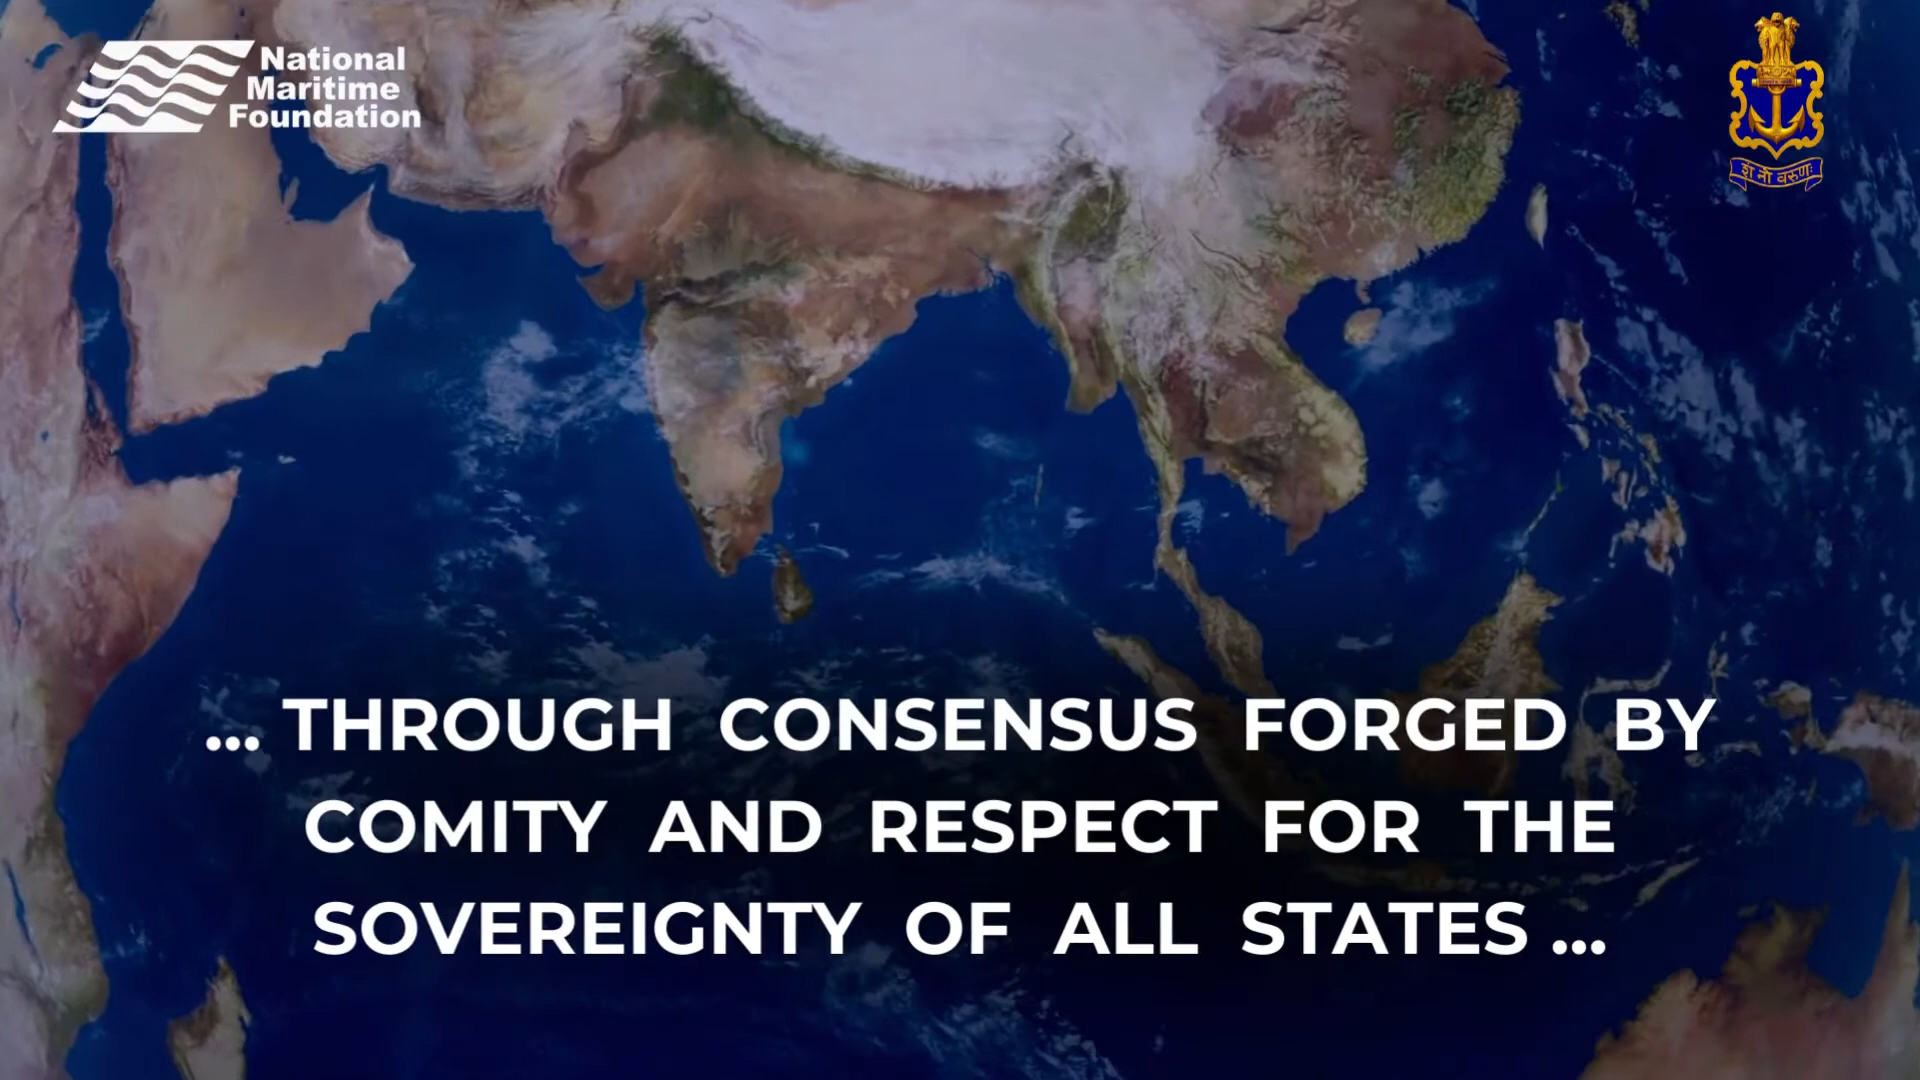 National
Maritime
Foundation
शं नो वरुणः
... THROUGH CONSENSUS FORGED BY
COMITY AND RESPECT FOR THE
SOVEREIGNTY OF ALL STATES ...